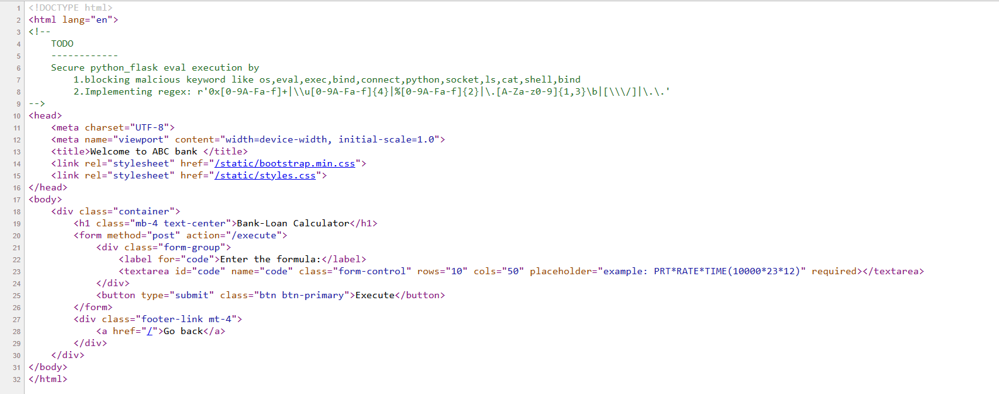 1 <!DOCTYPE html>
2 <html lang="en">
3 <!--
4 TODO
5 ------------
6 Secure python_flask eval execution by
7 1.blocking malcious keyword like os,eval,exec,bind,connect,python,socket,ls,cat,shell,bind
8 2.Implementing regex: r'0x[0-9A-Fa-f]+|\\u[0-9A-Fa-f]{4}|%[0-9A-Fa-f]{2}|\.[A-Za-z0-9]{1,3}\b|[\\\/]|\.\.'
9 -->
10 <head>
11 <meta charset="UTF-8">
12 <meta name="viewport" content="width=device-width, initial-scale=1.0">
13 <title>Welcome to ABC bank </title>
14 <link rel="stylesheet" href="/static/bootstrap.min.css">
15 <link rel="stylesheet" href="/static/styles.css">
16 </head>
17 <body>
18 <div class="container">
19 <h1 class="mb-4 text-center">Bank-Loan Calculator</h1>
20 <form method="post" action="/execute">
21 <div class="form-group">
22 <label for="code">Enter the formula:</label>
23 <textarea id="code" name="code" class="form-control" rows="10" cols="50" placeholder="example: PRT*RATE*TIME(10000*23*12)" required></textarea>
24 </div>
25 <button type="submit" class="btn btn-primary">Execute</button>
26 </form>
27 <div class="footer-link mt-4">
28 <a href="/">Go back</a>
29 </div>
30 </div>
31 </body>
32 </html>